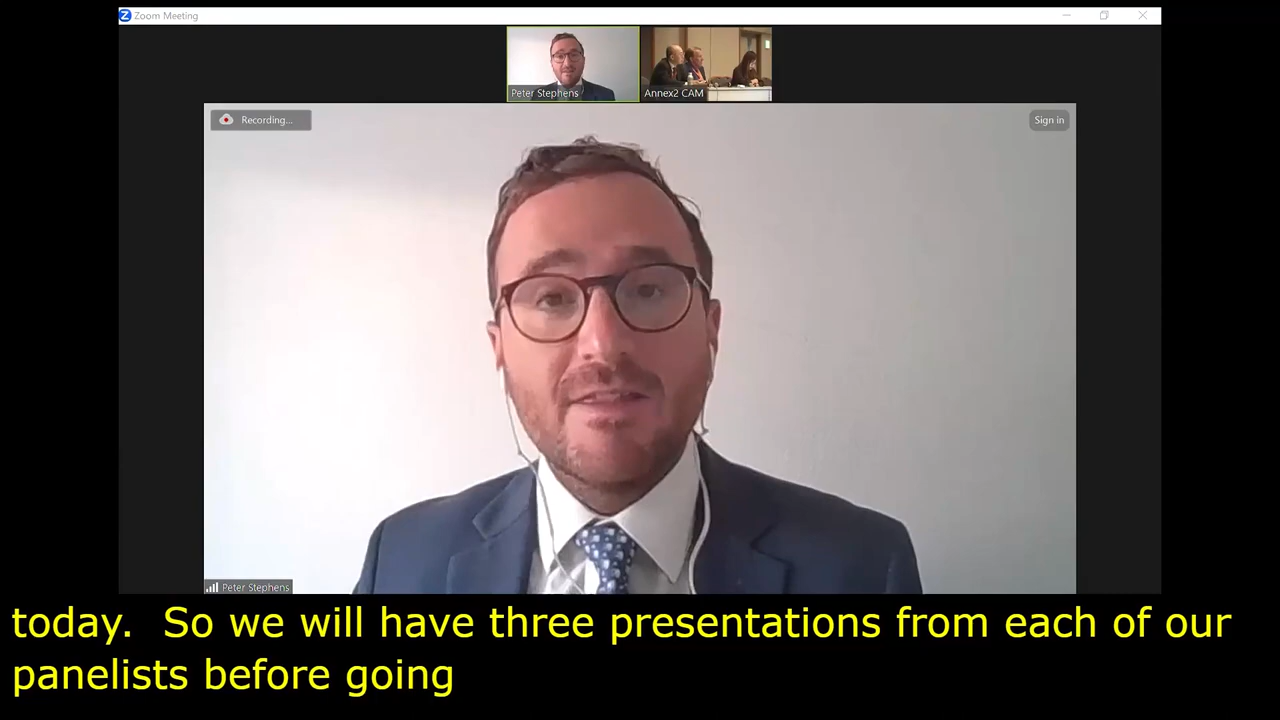 Zoom Meeting
Peter Stephens
Annex2 CAM
Recording...
Sign in
Peter Stephens
today.  So we will have three presentations from each of our
panelists before going